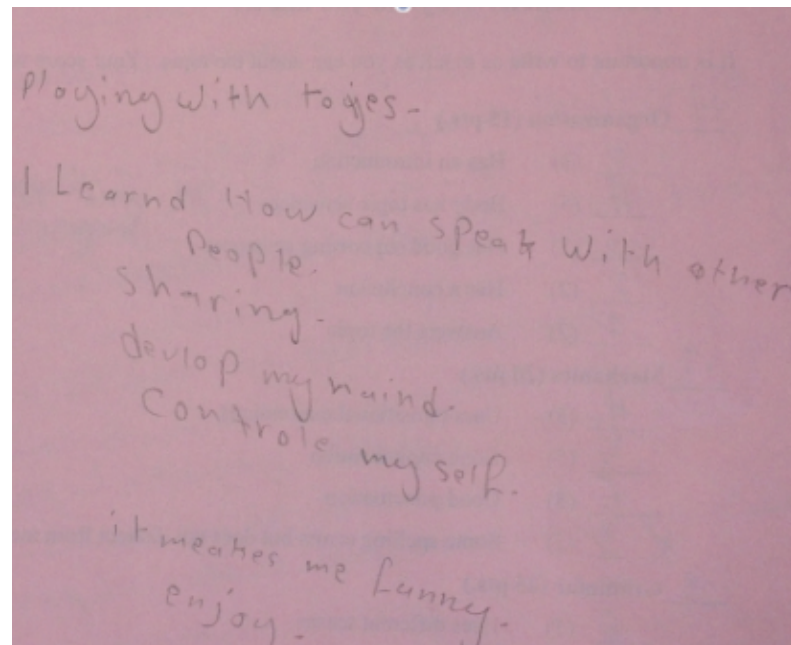 Playing with togies-
I Learnd How can speak with other
people.
sharing.
devlop my maind.
Controle my self.
it meakes me funny.
enjoy.